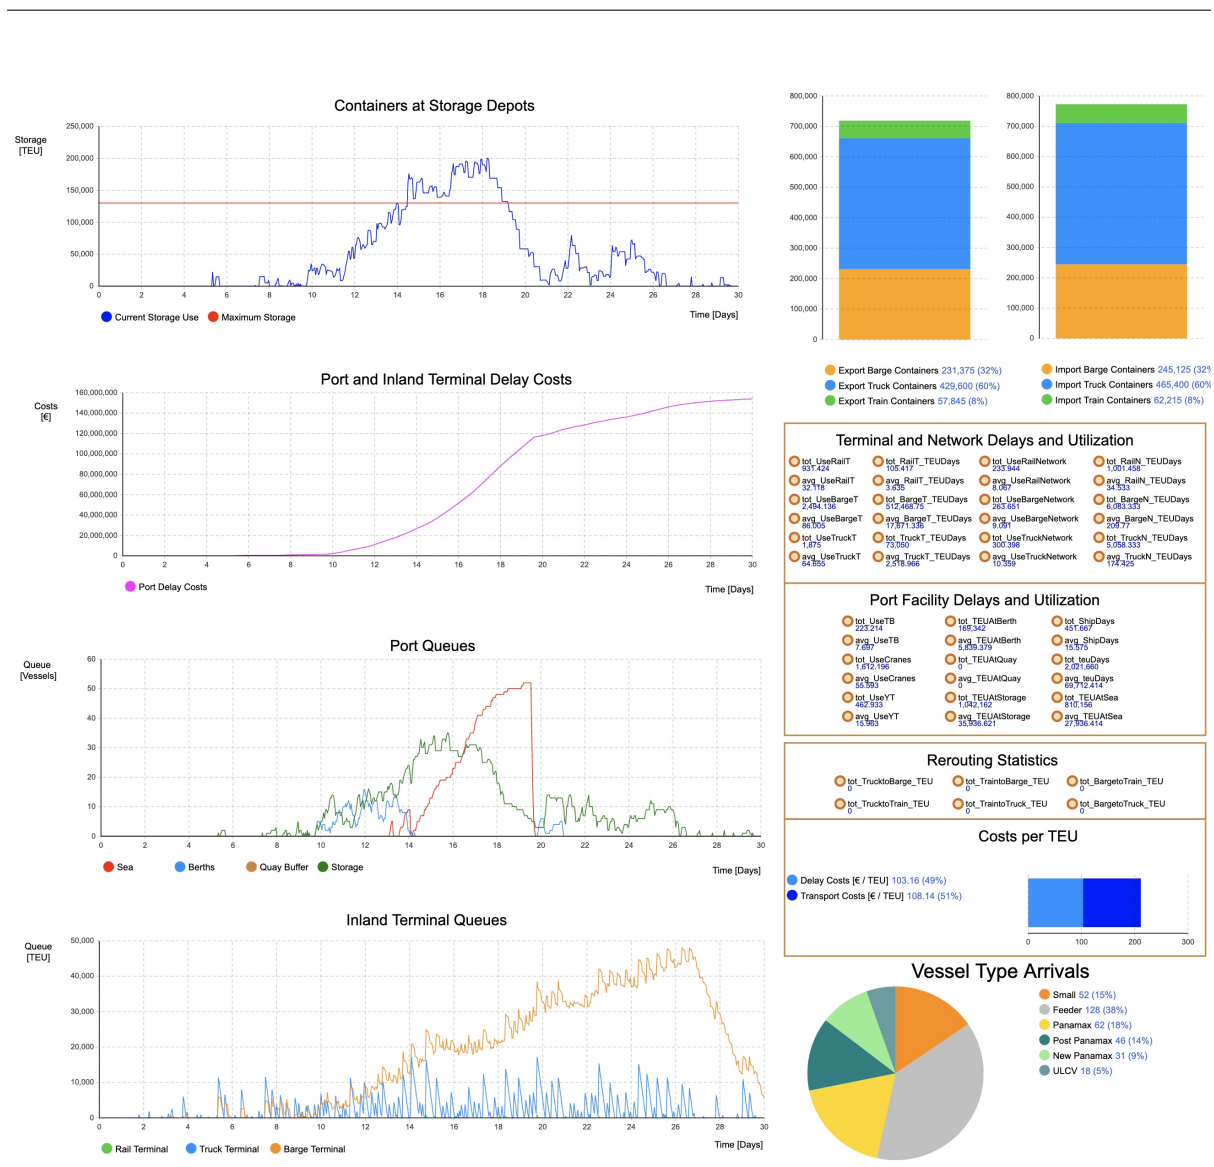 Containers at Storage Depots
Storage
[TEU]
250,000
200,000
150,000
100,000
50,000
0
0 2 4 6 8 10 12 14 16 18 20 22 24 26 28 30
Current Storage Use Maximum Storage
Time [Days]
Port and Inland Terminal Delay Costs
Costs
[€]
160,000,000
140,000,000
120,000,000
100,000,000
80,000,000
60,000,000
40,000,000
20,000,000
0
0 2 4 6 8 10 12 14 16 18 20 22 24 26 28 30
Port Delay Costs
Time [Days]
Port Queues
Queue
[Vessels]
60
50
40
30
20
10
0
0 2 4 6 8 10 12 14 16 18 20 22 24 26 28 30
Sea Berths Quay Buffer Storage
Time [Days]
Inland Terminal Queues
Queue
[TEU]
50,000
40,000
30,000
20,000
10,000
0
0 2 4 6 8 10 12 14 16 18 20 22 24 26 28 30
Rail Terminal Truck Terminal Barge Terminal
Time [Days]
800,000
700,000
600,000
500,000
400,000
300,000
200,000
100,000
0
Export Barge Containers 231,375 (32%)
Export Truck Containers 429,600 (60%)
Export Train Containers 57,845 (8%)
800,000
700,000
600,000
500,000
400,000
300,000
200,000
100,000
0
Import Barge Containers 245,125 (32%
Import Truck Containers 465,400 (60%
Import Train Containers 62,215 (8%)
Terminal and Network Delays and Utilization
tot_UseRailT tot_RailT_TEUDays tot_UseRailNetwork tot_RailN_TEUDays
931.424 105.417 233.944 1,001.458
avg_UseRailT avg_RailT_TEUDays avg_UseRailNetwork avg_RailN_TEUDays
32.118 3.635 8.067 34.533
tot_UseBargeT tot_BargeT_TEUDays tot_UseBargeNetwork tot_BargeN_TEUDays
2,494.136 512,468.75 263.651 6,083.333
avg_UseBargeT avg_BargeT_TEUDays avg_UseBargeNetwork avg_BargeN_TEUDays
86.005 17,671.336 9.091 209.77
tot_UseTruckT tot_TruckT_TEUDays tot_UseTruckNetwork tot_TruckN_TEUDays
1,875 73,050 300.398 5,058.333
avg_UseTruckT avg_TruckT_TEUDays avg_UseTruckNetwork avg_TruckN_TEUDays
64.655 2,518.966 10.359 174.425
Port Facility Delays and Utilization
tot_UseTB tot_TEUAtBerth tot_ShipDays
223.214 169,342 451.667
avg_UseTB avg_TEUAtBerth avg_ShipDays
7.697 5,839.379 15.575
tot_UseCranes tot_TEUAtQuay tot_teuDays
1,612.196 0 2,021,660
avg_UseCranes avg_TEUAtQuay avg_teuDays
55.593 0 69,712.414
tot_UseYT tot_TEUAtStorage tot_TEUAtSea
462.933 1,042,162 810,156
avg_UseYT avg_TEUAtStorage avg_TEUAtSea
15.963 35,936.621 27,936.414
Rerouting Statistics
tot_TrucktoBarge_TEU tot_TraintoBarge_TEU tot_BargetoTrain_TEU
0 0 0
tot_TrucktoTrain_TEU tot_TraintoTruck_TEU tot_BargetoTruck_TEU
0 0 0
Costs per TEU
Delay Costs [€ / TEU] 103.16 (49%)
Transport Costs [€ / TEU] 108.14 (51%)
0 100 200 300
Vessel Type Arrivals
Small 52 (15%)
Feeder 128 (38%)
Panamax 62 (18%)
Post Panamax 46 (14%)
New Panamax 31 (9%)
ULCV 18 (5%)